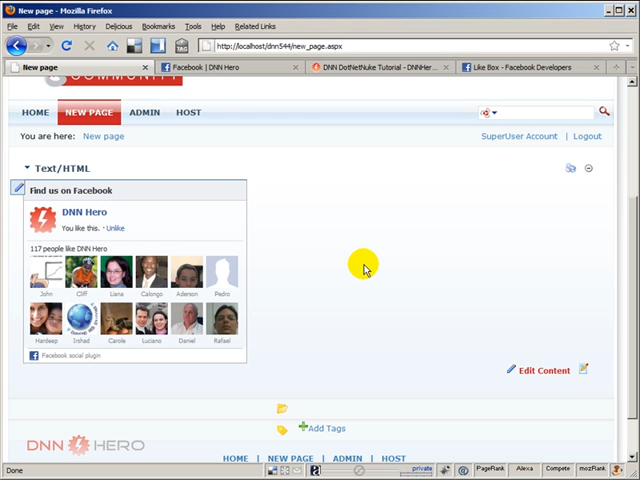 New page - Mozilla Firefox
File Edit View History Delicious Bookmarks Tools Help Related Links
TAG http://localhost/dnn544/new_page.aspx
New page Facebook | DNN Hero DNN DotNetNuke Tutorial - DNNHer... Like Box - Facebook Developers
COMMUNITY
HOME NEW PAGE ADMIN HOST
You are here: New page SuperUser Account | Logout
Text/HTML
Find us on Facebook
DNN Hero
You like this. · Unlike
117 people like DNN Hero
John Cliff Liana Calongo Aderson Pedro
Hardeep Irshad Carole Luciano Daniel Rafael
Facebook social plugin
Edit Content
Add Tags
DNN HERO
HOME | NEW PAGE | ADMIN | HOST
Done private PageRank Alexa Compete mozRank